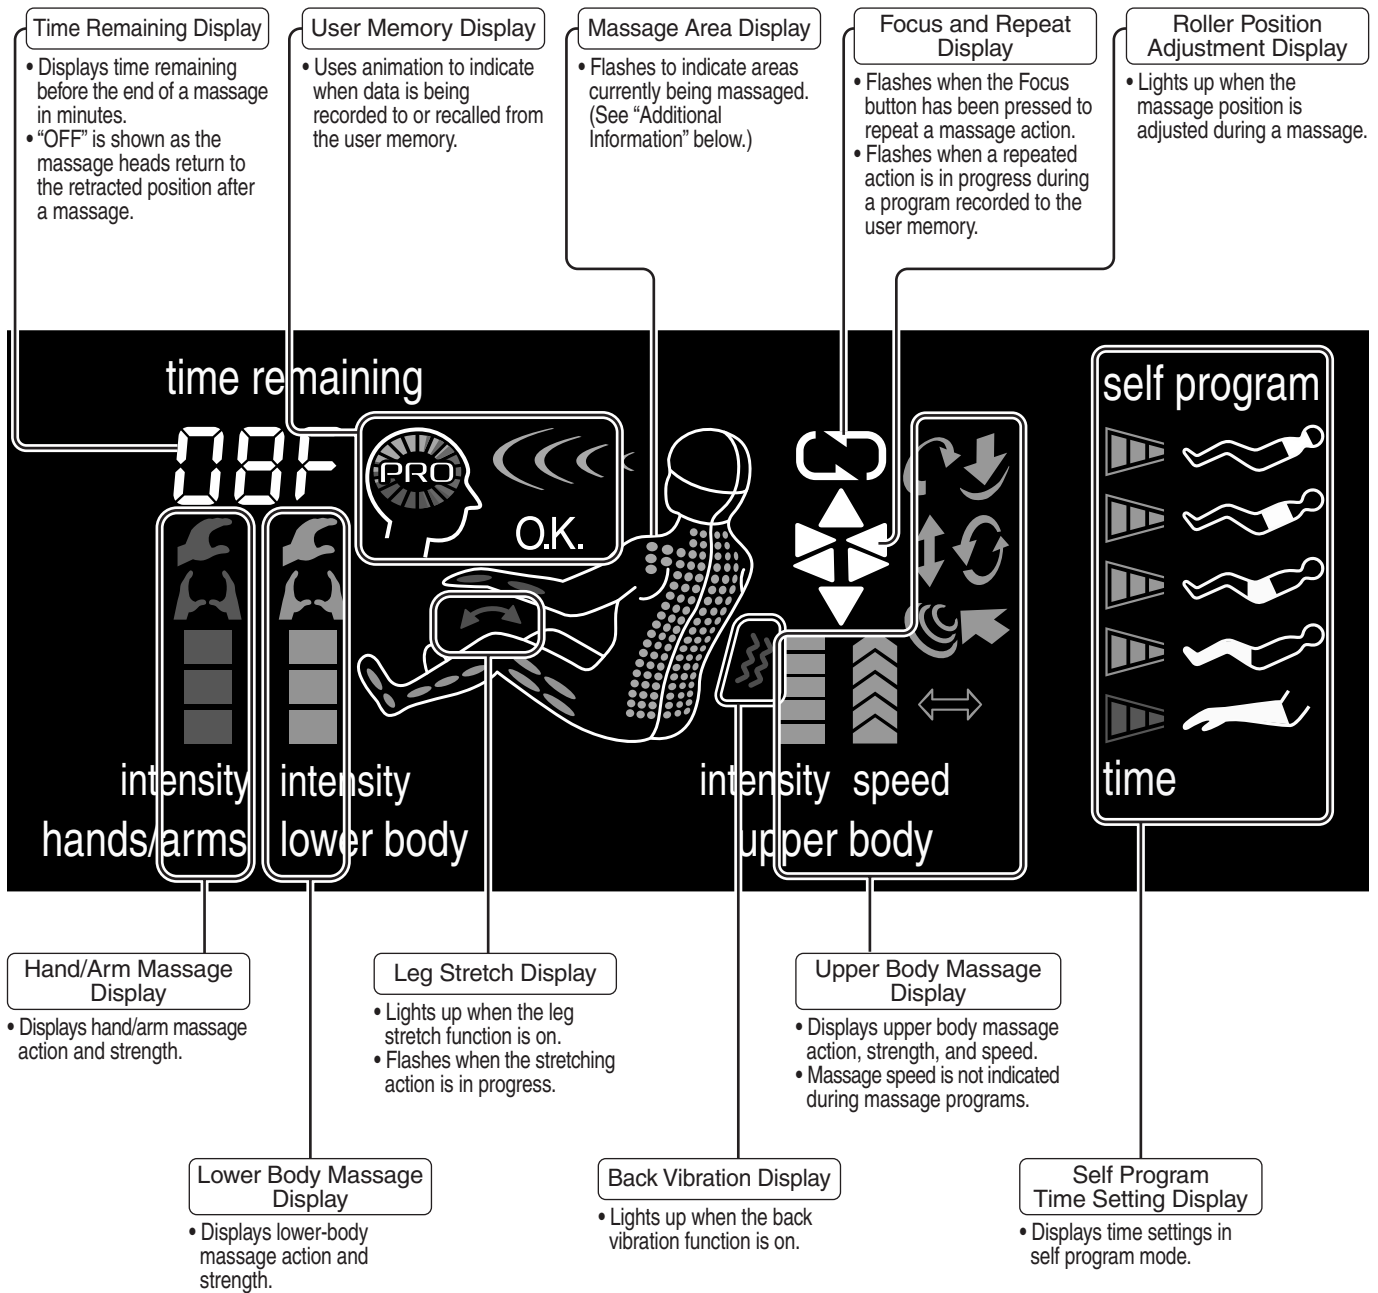 Time Remaining Display
• Displays time remaining
before the end of a massage
in minutes.
• “OFF” is shown as the
massage heads return to
the retracted position after
a massage.
User Memory Display
• Uses animation to indicate
when data is being
recorded to or recalled from
the user memory.
Massage Area Display
• Flashes to indicate areas
currently being massaged.
(See “Additional
Information” below.)
Focus and Repeat
Display
• Flashes when the Focus
button has been pressed to
repeat a massage action.
• Flashes when a repeated
action is in progress during
a program recorded to the
user memory.
Roller Position
Adjustment Display
• Lights up when the
massage position is
adjusted during a massage.
time remaining
08F
PRO
O.K.
self program
intensity
intensity
intensity
speed
time
hands/arms
lower body
upper body
Hand/Arm Massage
Display
• Displays hand/arm massage
action and strength.
Leg Stretch Display
• Lights up when the leg
stretch function is on.
• Flashes when the stretching
action is in progress.
Upper Body Massage
Display
• Displays upper body massage
action, strength, and speed.
• Massage speed is not indicated
during massage programs.
Lower Body Massage
Display
• Displays lower-body
massage action and
strength.
Back Vibration Display
• Lights up when the back
vibration function is on.
Self Program
Time Setting Display
• Displays time settings in
self program mode.